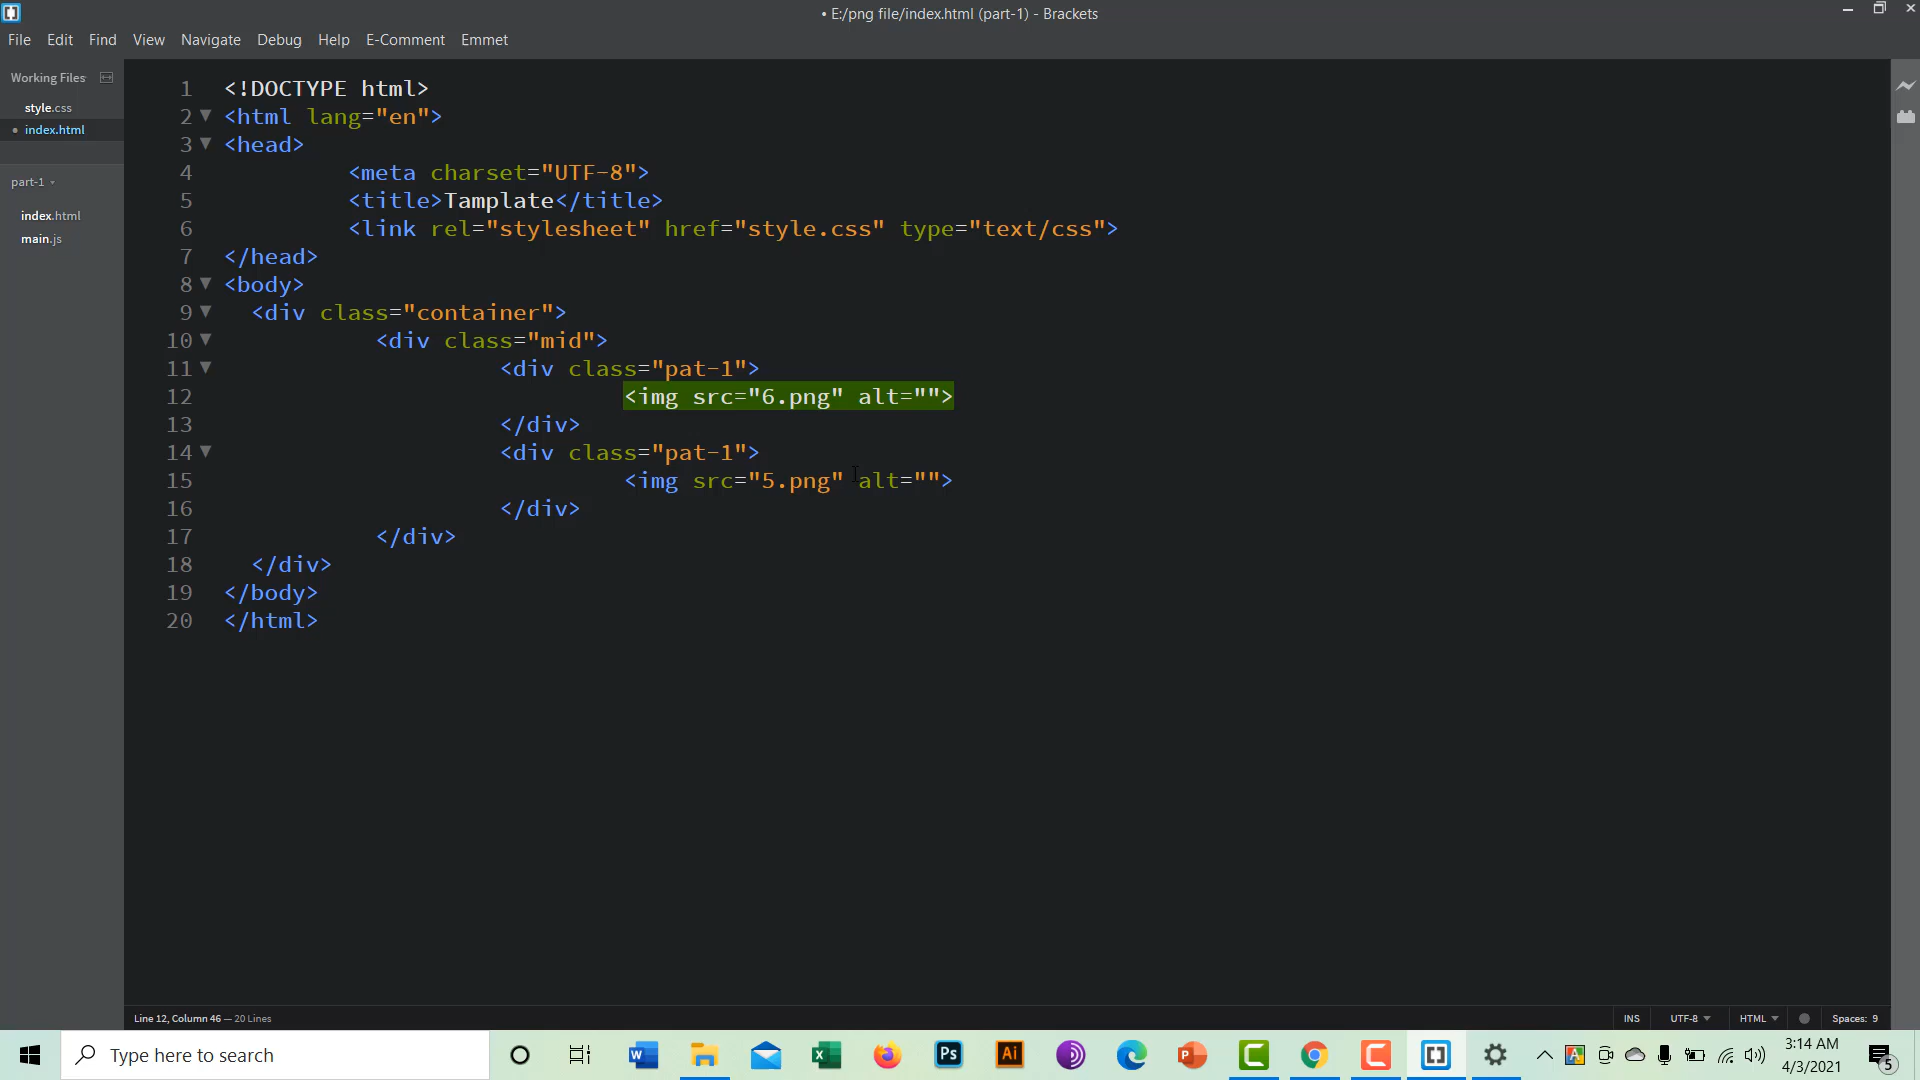 • E:/png file/index.html (part-1) - Brackets
File Edit Find View Navigate Debug Help E-Comment Emmet
Working Files
style.css
• index.html
part-1
index.html
main.js
1 <!DOCTYPE html>
2 <html lang="en">
3 <head>
4 <meta charset="UTF-8">
5 <title>Tamplate</title>
6 <link rel="stylesheet" href="style.css" type="text/css">
7 </head>
8 <body>
9 <div class="container">
10 <div class="mid">
11 <div class="pat-1">
12 <img src="6.png" alt="">
13 </div>
14 <div class="pat-1">
15 <img src="5.png" alt="">
16 </div>
17 </div>
18 </div>
19 </body>
20 </html>
Line 12, Column 46 — 20 Lines
INS UTF-8 HTML Spaces: 9
Type here to search
Ps
Ai
3:14 AM
4/3/2021
5